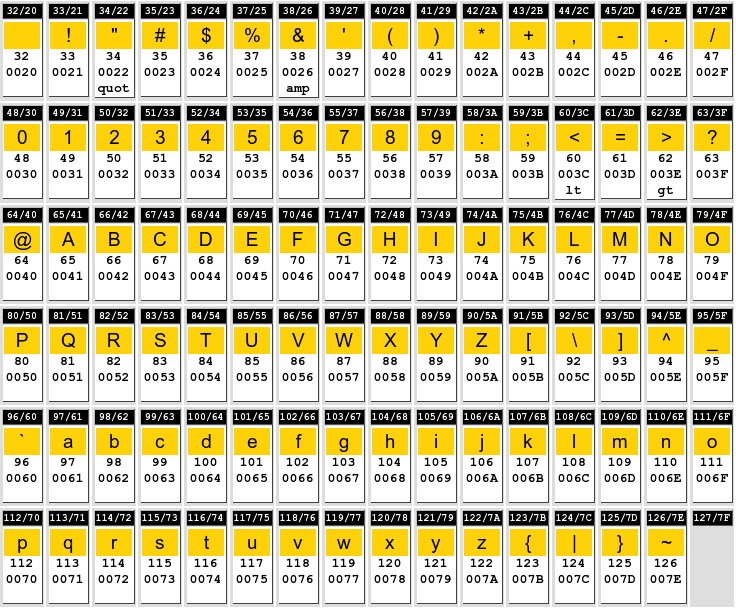 32/20 33/21 34/22 35/23 36/24 37/25 38/26 39/27 40/28 41/29 42/2A 43/2B 44/2C 45/2D 46/2E 47/2F
! " # $ % & ' ( ) * + , - . /
32 33 34 35 36 37 38 39 40 41 42 43 44 45 46 47
0020 0021 0022 0023 0024 0025 0026 0027 0028 0029 002A 002B 002C 002D 002E 002F
quot amp
48/30 49/31 50/32 51/33 52/34 53/35 54/36 55/37 56/38 57/39 58/3A 59/3B 60/3C 61/3D 62/3E 63/3F
0 1 2 3 4 5 6 7 8 9 : ; < = > ?
48 49 50 51 52 53 54 55 56 57 58 59 60 61 62 63
0030 0031 0032 0033 0034 0035 0036 0037 0038 0039 003A 003B 003C 003D 003E 003F
lt gt
64/40 65/41 66/42 67/43 68/44 69/45 70/46 71/47 72/48 73/49 74/4A 75/4B 76/4C 77/4D 78/4E 79/4F
@ A B C D E F G H I J K L M N O
64 65 66 67 68 69 70 71 72 73 74 75 76 77 78 79
0040 0041 0042 0043 0044 0045 0046 0047 0048 0049 004A 004B 004C 004D 004E 004F
80/50 81/51 82/52 83/53 84/54 85/55 86/56 87/57 88/58 89/59 90/5A 91/5B 92/5C 93/5D 94/5E 95/5F
P Q R S T U V W X Y Z [ \ ] ^ _
80 81 82 83 84 85 86 87 88 89 90 91 92 93 94 95
0050 0051 0052 0053 0054 0055 0056 0057 0058 0059 005A 005B 005C 005D 005E 005F
96/60 97/61 98/62 99/63 100/64 101/65 102/66 103/67 104/68 105/69 106/6A 107/6B 108/6C 109/6D 110/6E 111/6F
` a b c d e f g h i j k l m n o
96 97 98 99 100 101 102 103 104 105 106 107 108 109 110 111
0060 0061 0062 0063 0064 0065 0066 0067 0068 0069 006A 006B 006C 006D 006E 006F
112/70 113/71 114/72 115/73 116/74 117/75 118/76 119/77 120/78 121/79 122/7A 123/7B 124/7C 125/7D 126/7E 127/7F
p q r s t u v w x y z { | } ~
112 113 114 115 116 117 118 119 120 121 122 123 124 125 126
0070 0071 0072 0073 0074 0075 0076 0077 0078 0079 007A 007B 007C 007D 007E